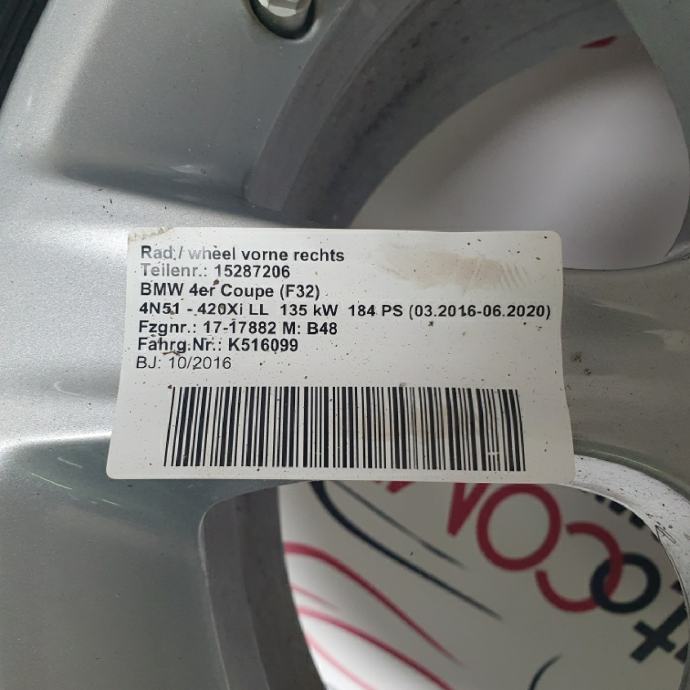 Rad / wheel vorne rechts
Teilenr.: 15287206
BMW 4er Coupe (F32)
4N51 - 420Xi LL 135 kW 184 PS (03.2016-06.2020)
Fzgnr.: 17-17882 M: B48
Fahrg.Nr.: K516099
BJ: 10/2016